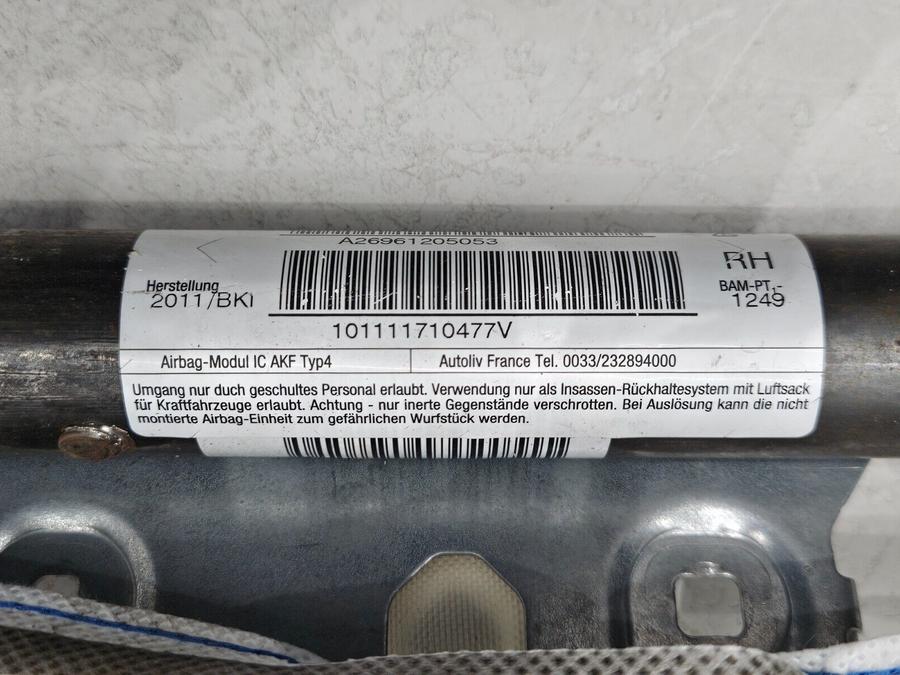 A26961205053
RH
Herstellung
2011/BKI
BAM-PT,-
1249
101111710477V
Airbag-Modul IC AKF Typ4
Autoliv France Tel. 0033/232894000
Umgang nur duch geschultes Personal erlaubt. Verwendung nur als Insassen-Rückhaltesystem mit Luftsack
für Kraftfahrzeuge erlaubt. Achtung - nur inerte Gegenstände verschrotten. Bei Auslösung kann die nicht
montierte Airbag-Einheit zum gefährlichen Wurfstück werden.